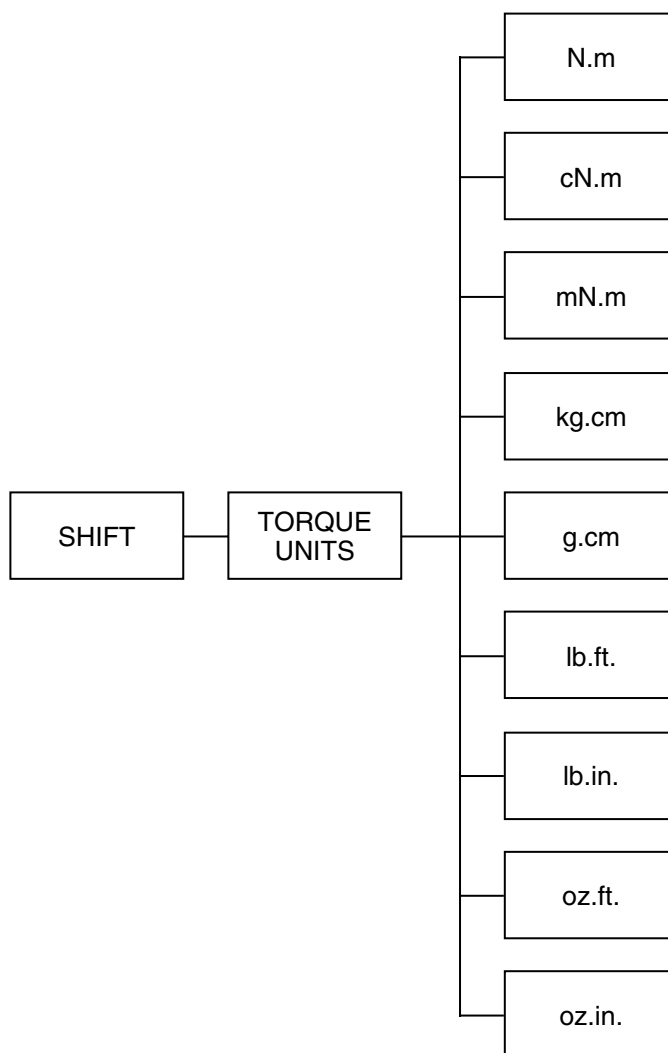 N.m
cN.m
mN.m
kg.cm
SHIFT
TORQUE
UNITS
g.cm
lb.ft.
lb.in.
oz.ft.
oz.in.